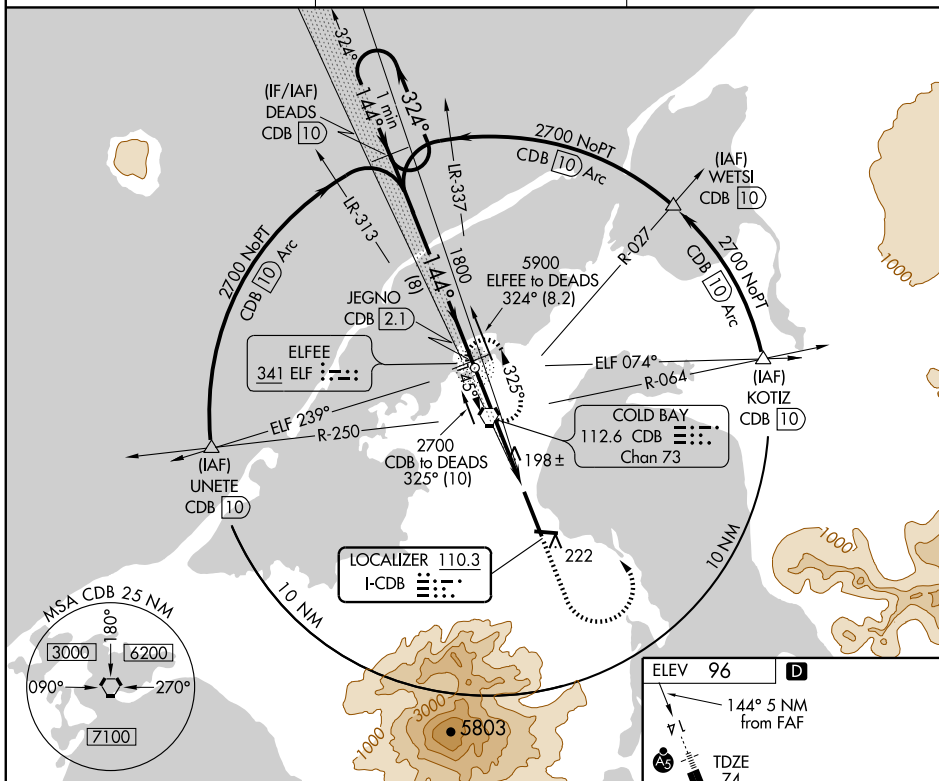 324°
(IF/IAF)
DEADS
CDB 10
144°
1 min
324°
2700 NoPT
CDB 10 Arc
(IAF)
WETSI
CDB 10
LR-313
LR-337
R-027
2700 NoPT
CDB 10 Arc
2700 NoPT
CDB 10 Arc
144°
(8)
1800
5900
ELFEE to DEADS
324° (8.2)
JEGNO
CDB 2.1
ELFEE
341 ELF
145°
325°
ELF 074°
R-064
(IAF)
KOTIZ
CDB 10
ELF 239°
R-250
(IAF)
UNETE
CDB 10
2700
CDB to DEADS
325° (10)
COLD BAY
112.6 CDB
Chan 73
198±
LOCALIZER 110.3
I-CDB
222
10 NM
10 NM
1000
1000
1000
3000
5803
MSA CDB 25 NM
180°
3000
6200
090°
270°
7100
ELEV 96
D
144° 5 NM
from FAF
A5
TDZE
74